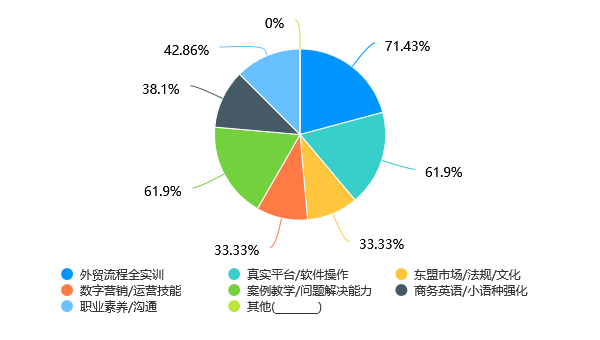 0%
42.86%
71.43%
38.1%
61.9%
61.9%
33.33%
33.33%
外贸流程全实训 真实平台/软件操作 东盟市场/法规/文化
数字营销/运营技能 案例教学/问题解决能力 商务英语/小语种强化
职业素养/沟通 其他(_______)